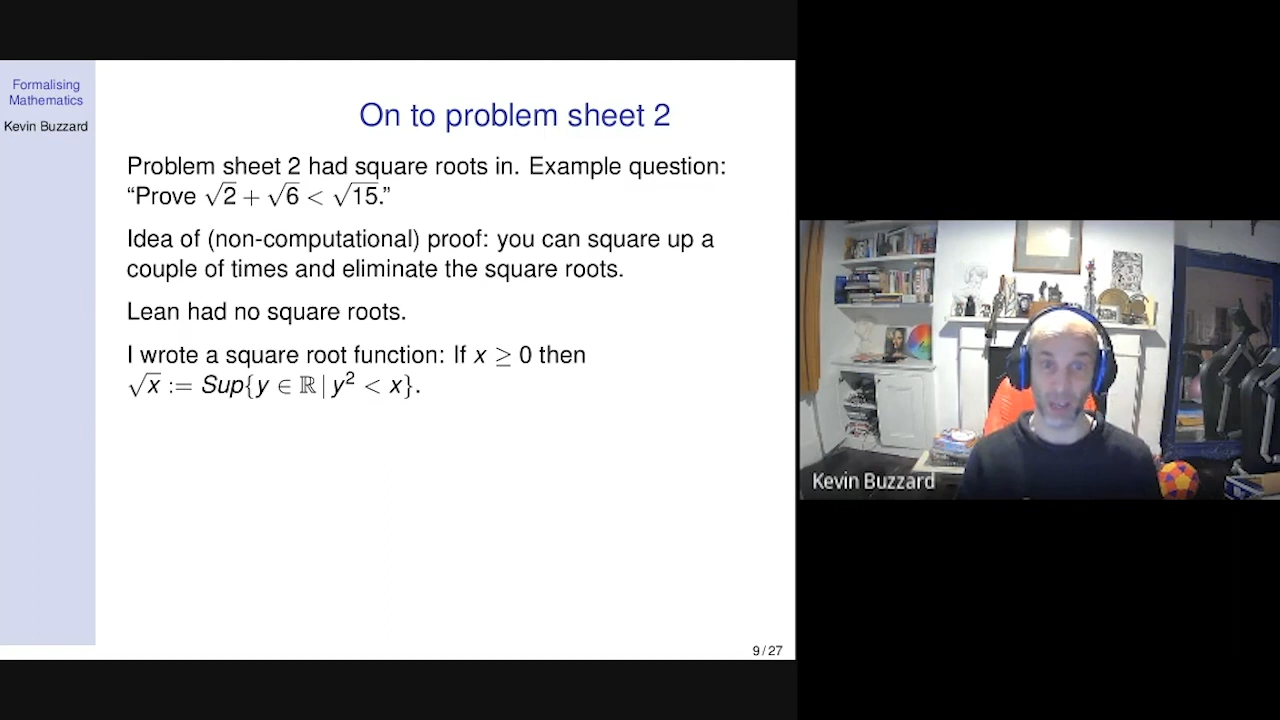 Formalising
Mathematics
Kevin Buzzard
On to problem sheet 2
Problem sheet 2 had square roots in. Example question:
“Prove √2 + √6 < √15.”
Idea of (non-computational) proof: you can square up a
couple of times and eliminate the square roots.
Lean had no square roots.
I wrote a square root function: If x ≥ 0 then
√x := Sup{y ∈ ℝ | y² < x}.
9 / 27
Kevin Buzzard